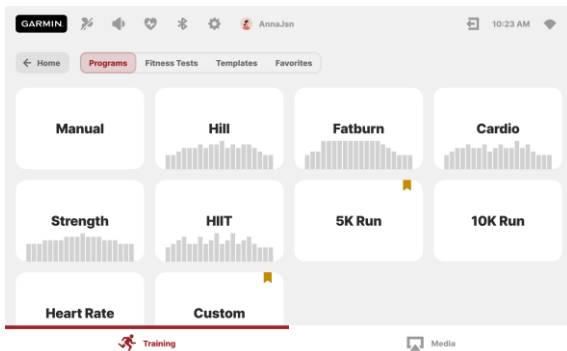 GARMIN AnnaJsn 10:23 AM
Home Programs Fitness Tests Templates Favorites
Manual Hill Fatburn Cardio
Strength HIIT 5K Run 10K Run
Heart Rate Custom
Training Media